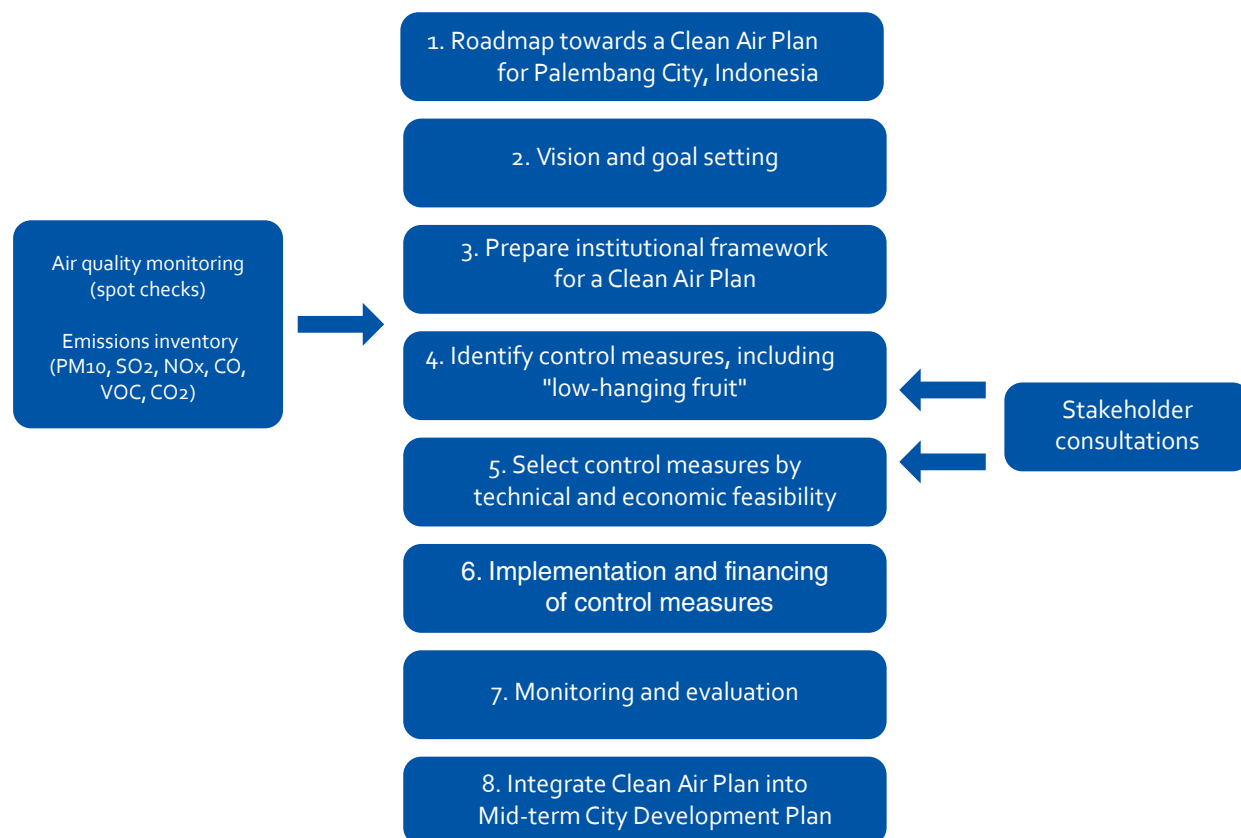 1. Roadmap towards a Clean Air Plan
for Palembang City, Indonesia
2. Vision and goal setting
3. Prepare institutional framework
for a Clean Air Plan
Air quality monitoring
(spot checks)
Emissions inventory
(PM10, SO2, NOx, CO,
VOC, CO2)
4. Identify control measures, including
"low-hanging fruit"
Stakeholder
consultations
5. Select control measures by
technical and economic feasibility
6. Implementation and financing
of control measures
7. Monitoring and evaluation
8. Integrate Clean Air Plan into
Mid-term City Development Plan